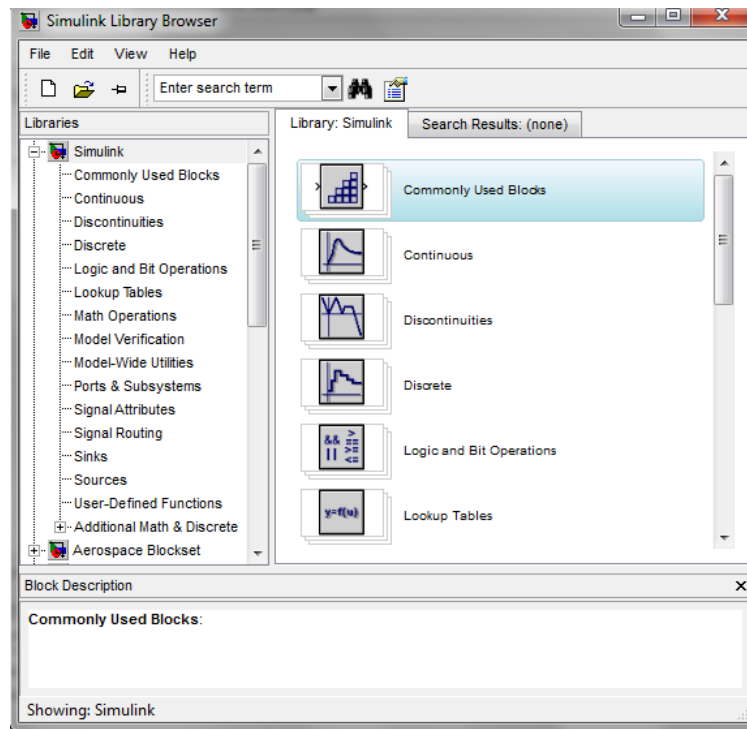 Simulink Library Browser
File Edit View Help
Enter search term
Libraries
Library: Simulink Search Results: (none)
Simulink
Commonly Used Blocks
Continuous
Discontinuities
Discrete
Logic and Bit Operations
Lookup Tables
Math Operations
Model Verification
Model-Wide Utilities
Ports & Subsystems
Signal Attributes
Signal Routing
Sinks
Sources
User-Defined Functions
Additional Math & Discrete
Aerospace Blockset
Commonly Used Blocks
Continuous
Discontinuities
Discrete
&& >
==
|| >=
<=
Logic and Bit Operations
y=f(u)
Lookup Tables
Block Description
Commonly Used Blocks:
Showing: Simulink